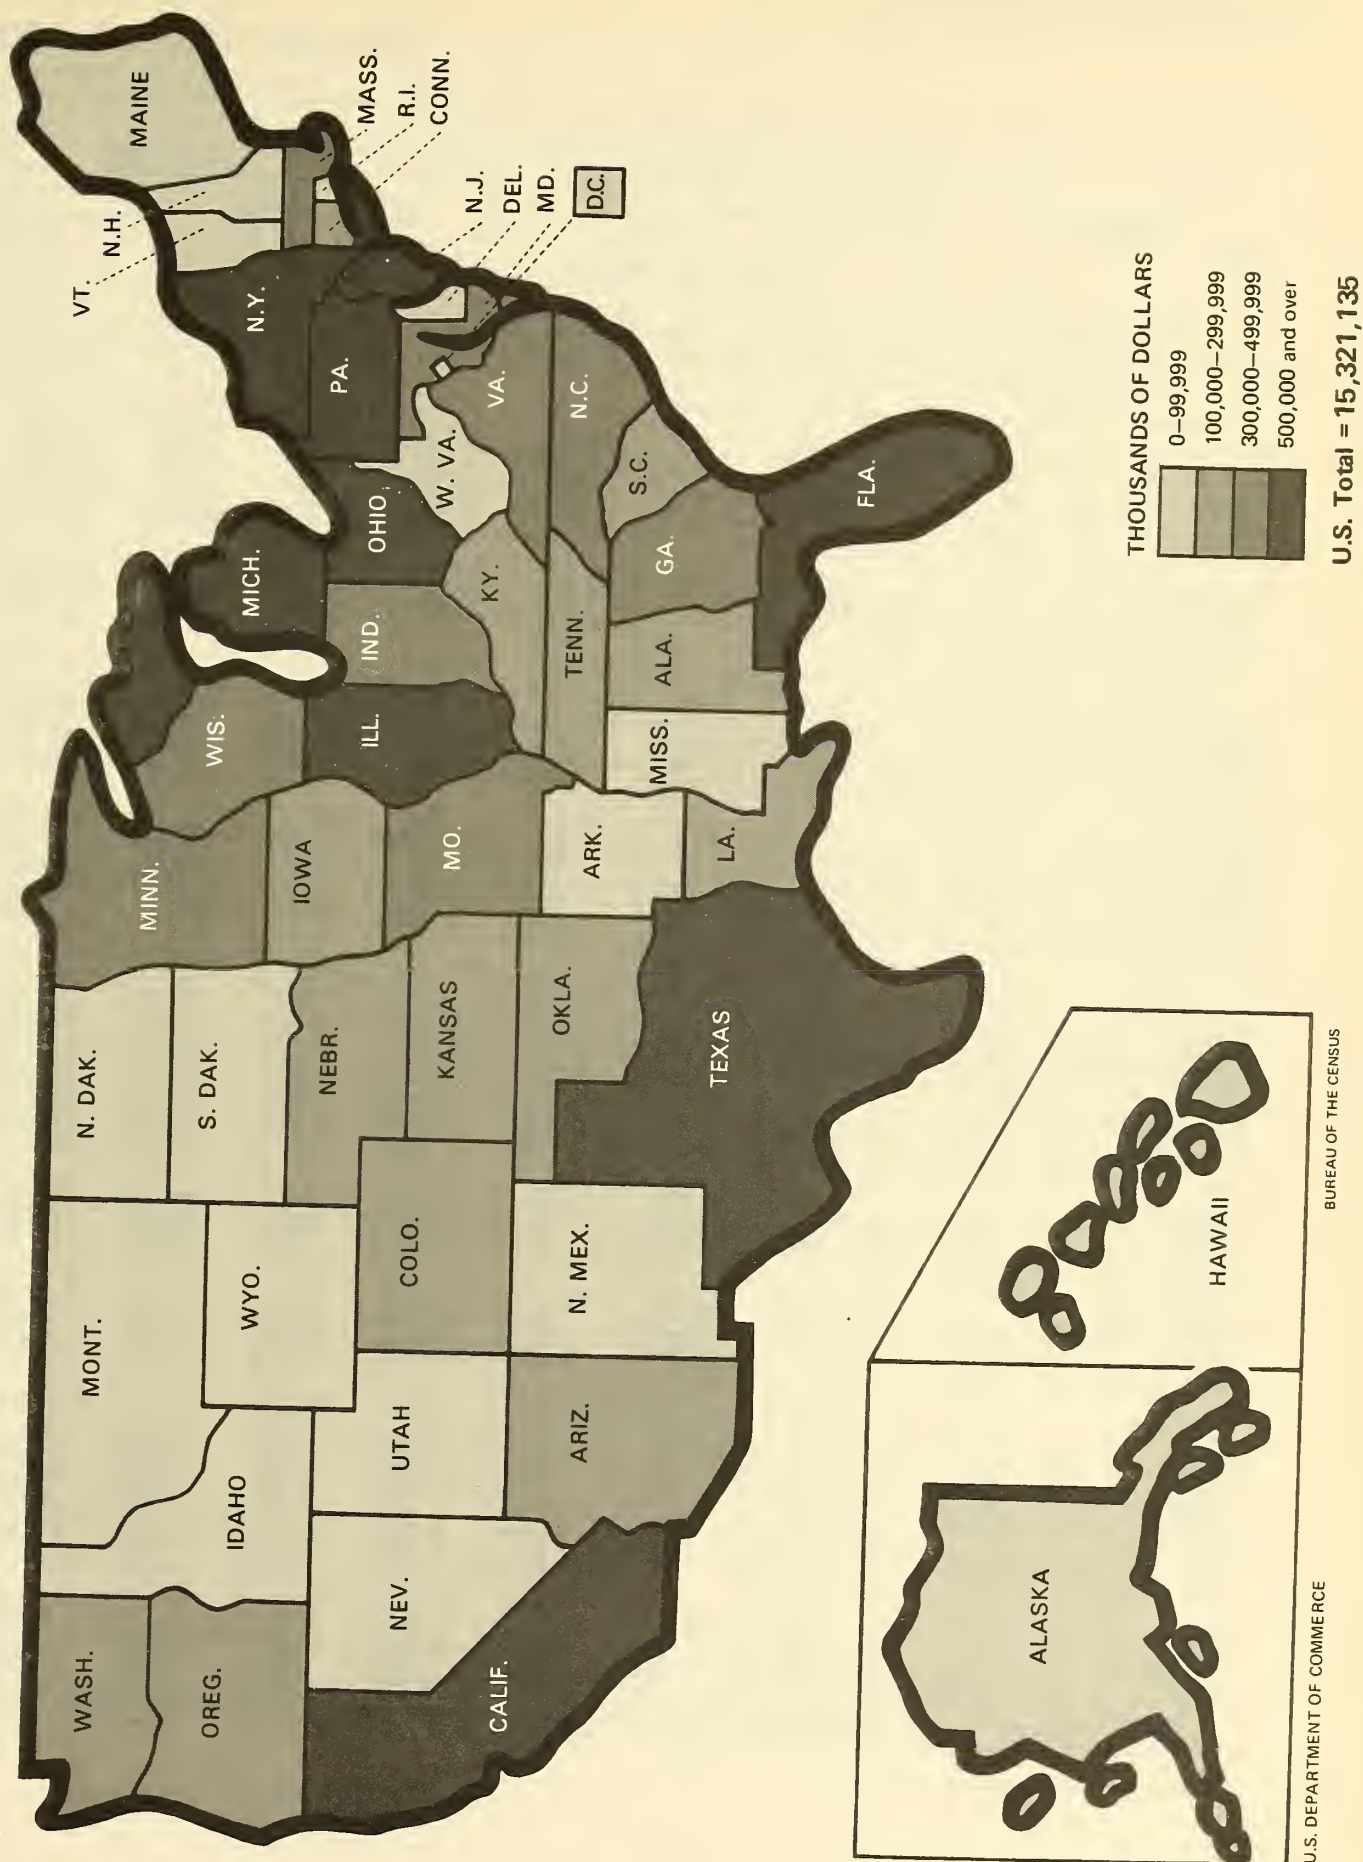 WASH.
OREG.
CALIF.
NEV.
IDAHO
MONT.
WYO.
UTAH
ARIZ.
COLO.
N. MEX.
N. DAK.
S. DAK.
NEBR.
KANSAS
OKLA.
TEXAS
MINN.
IOWA
MO.
ARK.
LA.
WIS.
ILL.
MISS.
MICH.
IND.
OHIO
KY.
TENN.
ALA.
GA.
FLA.
S.C.
N.C.
VA.
W. VA.
PA.
N.Y.
VT.
N.H.
MAINE
MASS.
R.I.
CONN.
N.J.
DEL.
MD.
D.C.
ALASKA
HAWAII
THOUSANDS OF DOLLARS
0–99,999
100,000–299,999
300,000–499,999
500,000 and over
U.S. Total = 15,321,135
U.S. DEPARTMENT OF COMMERCE
BUREAU OF THE CENSUS